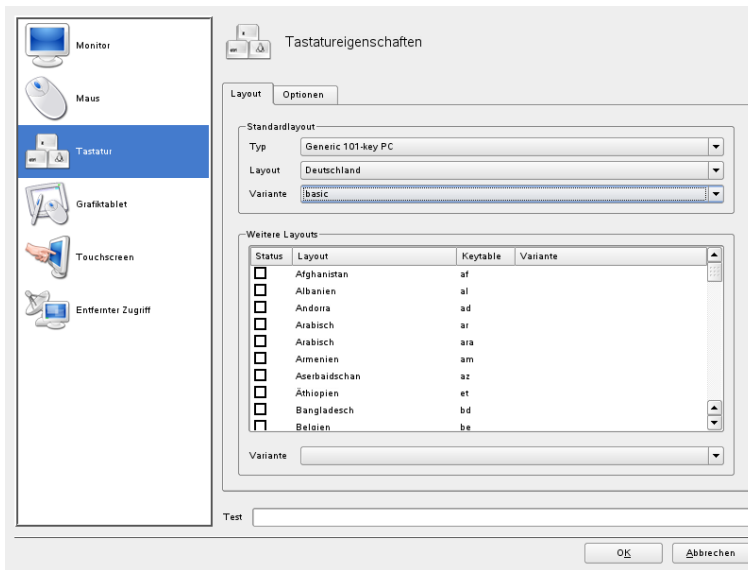 Monitor
Maus
Tastatur
Grafiktablet
Touchscreen
Entfernter Zugriff
Tastatureigenschaften
Layout Optionen
Standardlayout
Typ Generic 101-key PC
Layout Deutschland
Variante basic
Weitere Layouts
Status Layout Keytable Variante
Afghanistan af
Albanien al
Andorra ad
Arabisch ar
Arabisch ara
Armenien am
Aserbaidschan az
Äthiopien et
Bangladesch bd
Belgien be
Variante
Test
OK Abbrechen